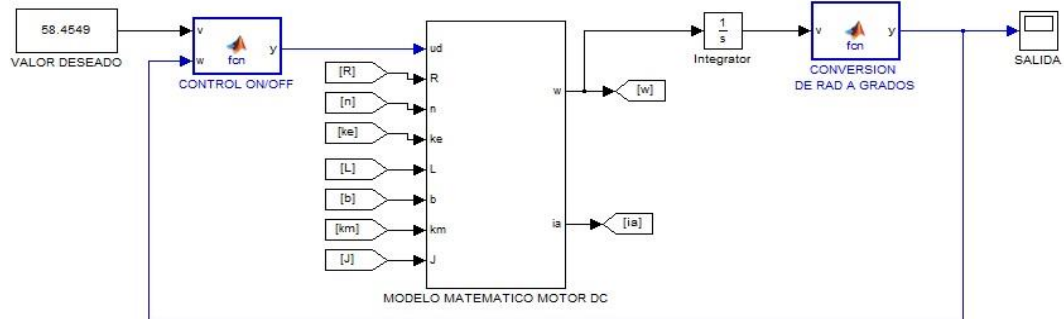 58.4549
VALOR DESEADO
v
w
y
fcn
CONTROL ON/OFF
[R]
[n]
[ke]
[L]
[b]
[km]
[J]
ud
R
n
ke
L
b
km
J
w
ia
MODELO MATEMATICO MOTOR DC
[w]
[ia]
1
s
Integrator
v
y
fcn
CONVERSION
DE RAD A GRADOS
SALIDA